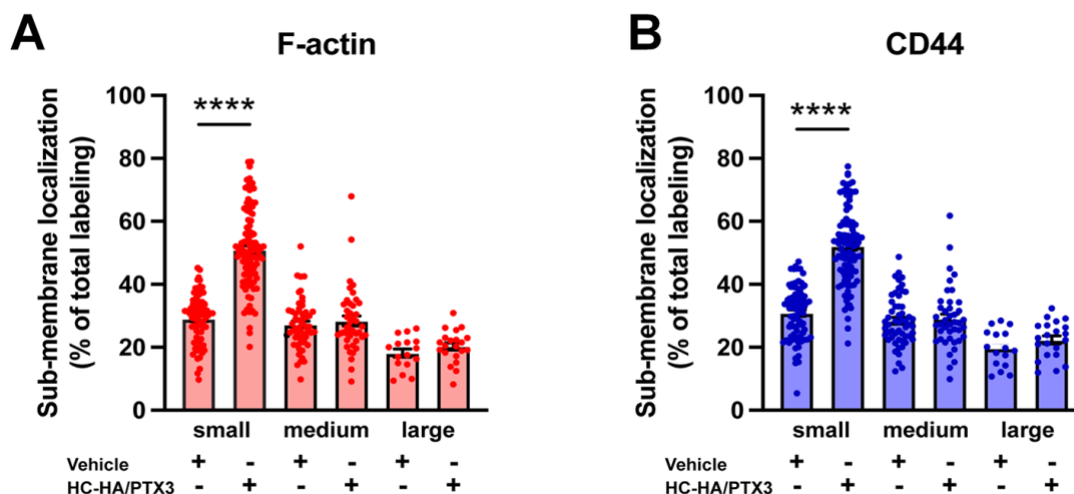 A
F-actin
Sub-membrane localization
(% of total labeling)
100
80
60
40
20
0
****
small medium large
Vehicle + - + - + -
HC-HA/PTX3 - + - + - +
B
CD44
Sub-membrane localization
(% of total labeling)
100
80
60
40
20
0
****
small medium large
Vehicle + - + - + -
HC-HA/PTX3 - + - + - +